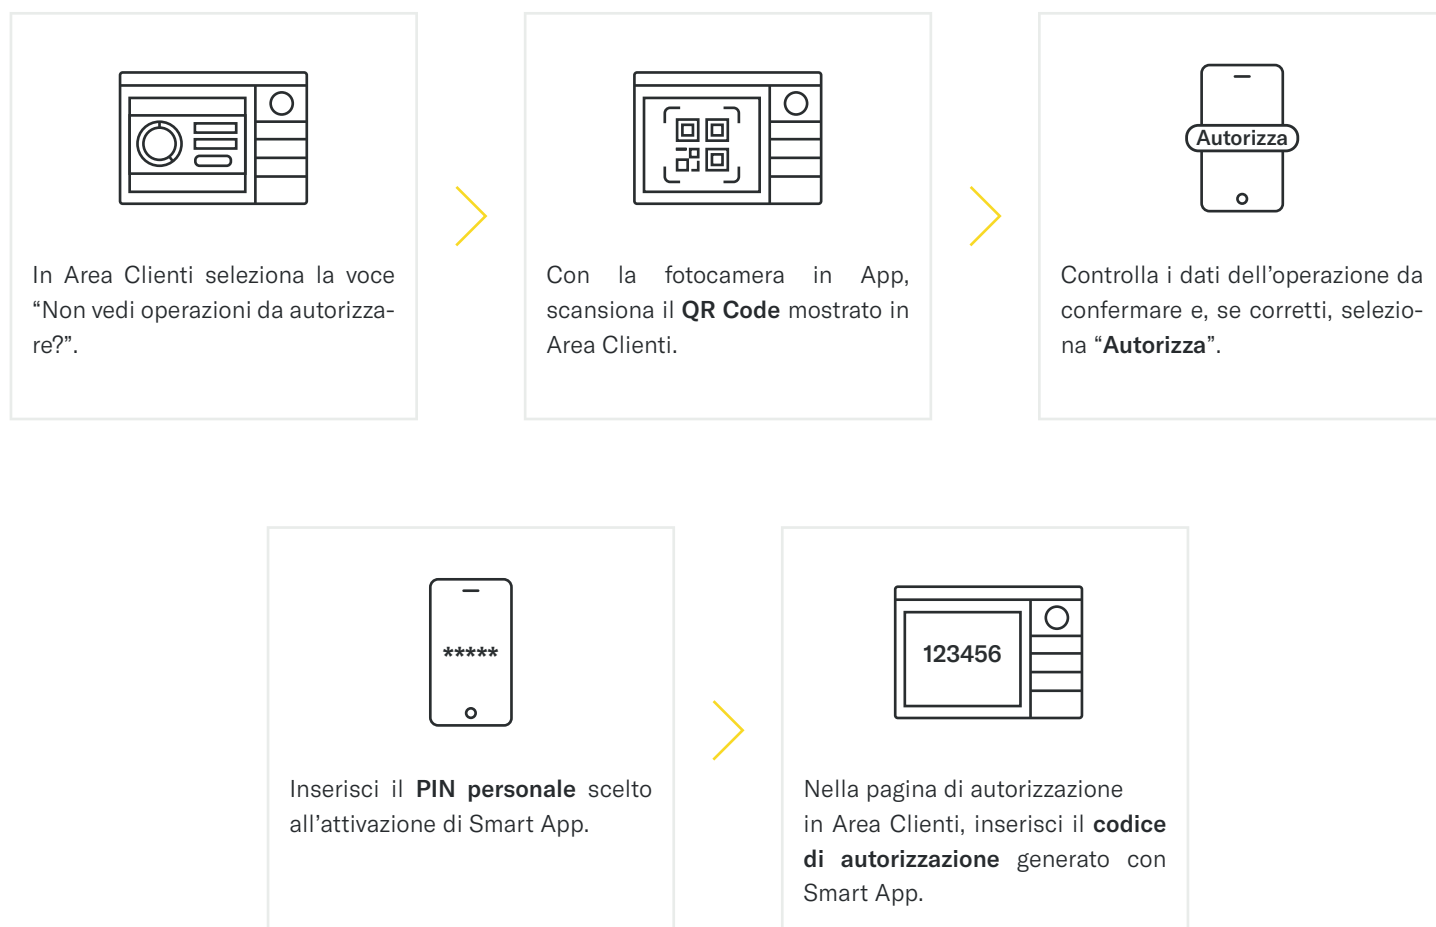 In Area Clienti seleziona la voce
“Non vedi operazioni da autorizza-
re?”.
Con la fotocamera in App,
scansiona il QR Code mostrato in
Area Clienti.
Autorizza
Controlla i dati dell’operazione da
confermare e, se corretti, selezio-
na “Autorizza”.
*****
Inserisci il PIN personale scelto
all’attivazione di Smart App.
123456
Nella pagina di autorizzazione
in Area Clienti, inserisci il codice
di autorizzazione generato con
Smart App.